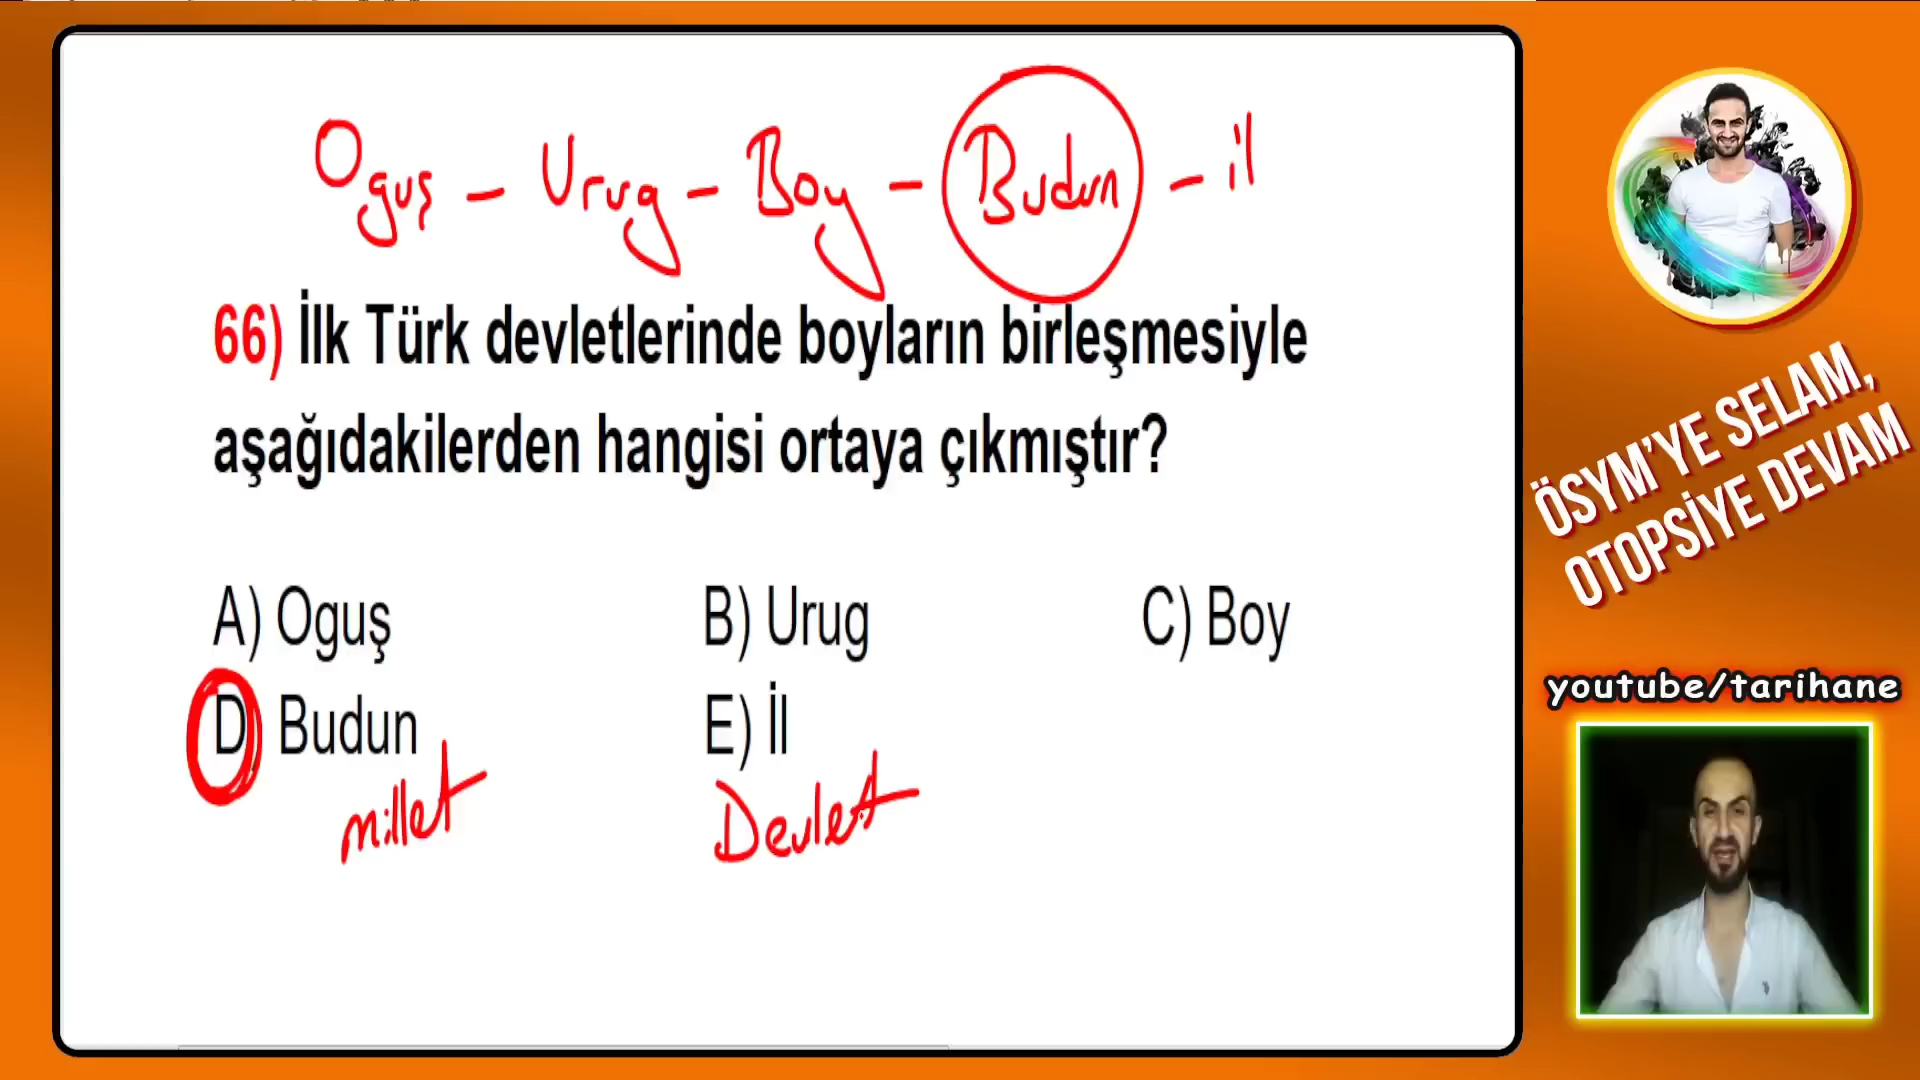 Oguş - Urug - Boy - Budun - il
66) İlk Türk devletlerinde boyların birleşmesiyle
aşağıdakilerden hangisi ortaya çıkmıştır?
A) Oguş B) Urug C) Boy
D) Budun E) İl
millet Devlet
ÖSYM'YE SELAM,
OTOPSİYE DEVAM
youtube/tarihane